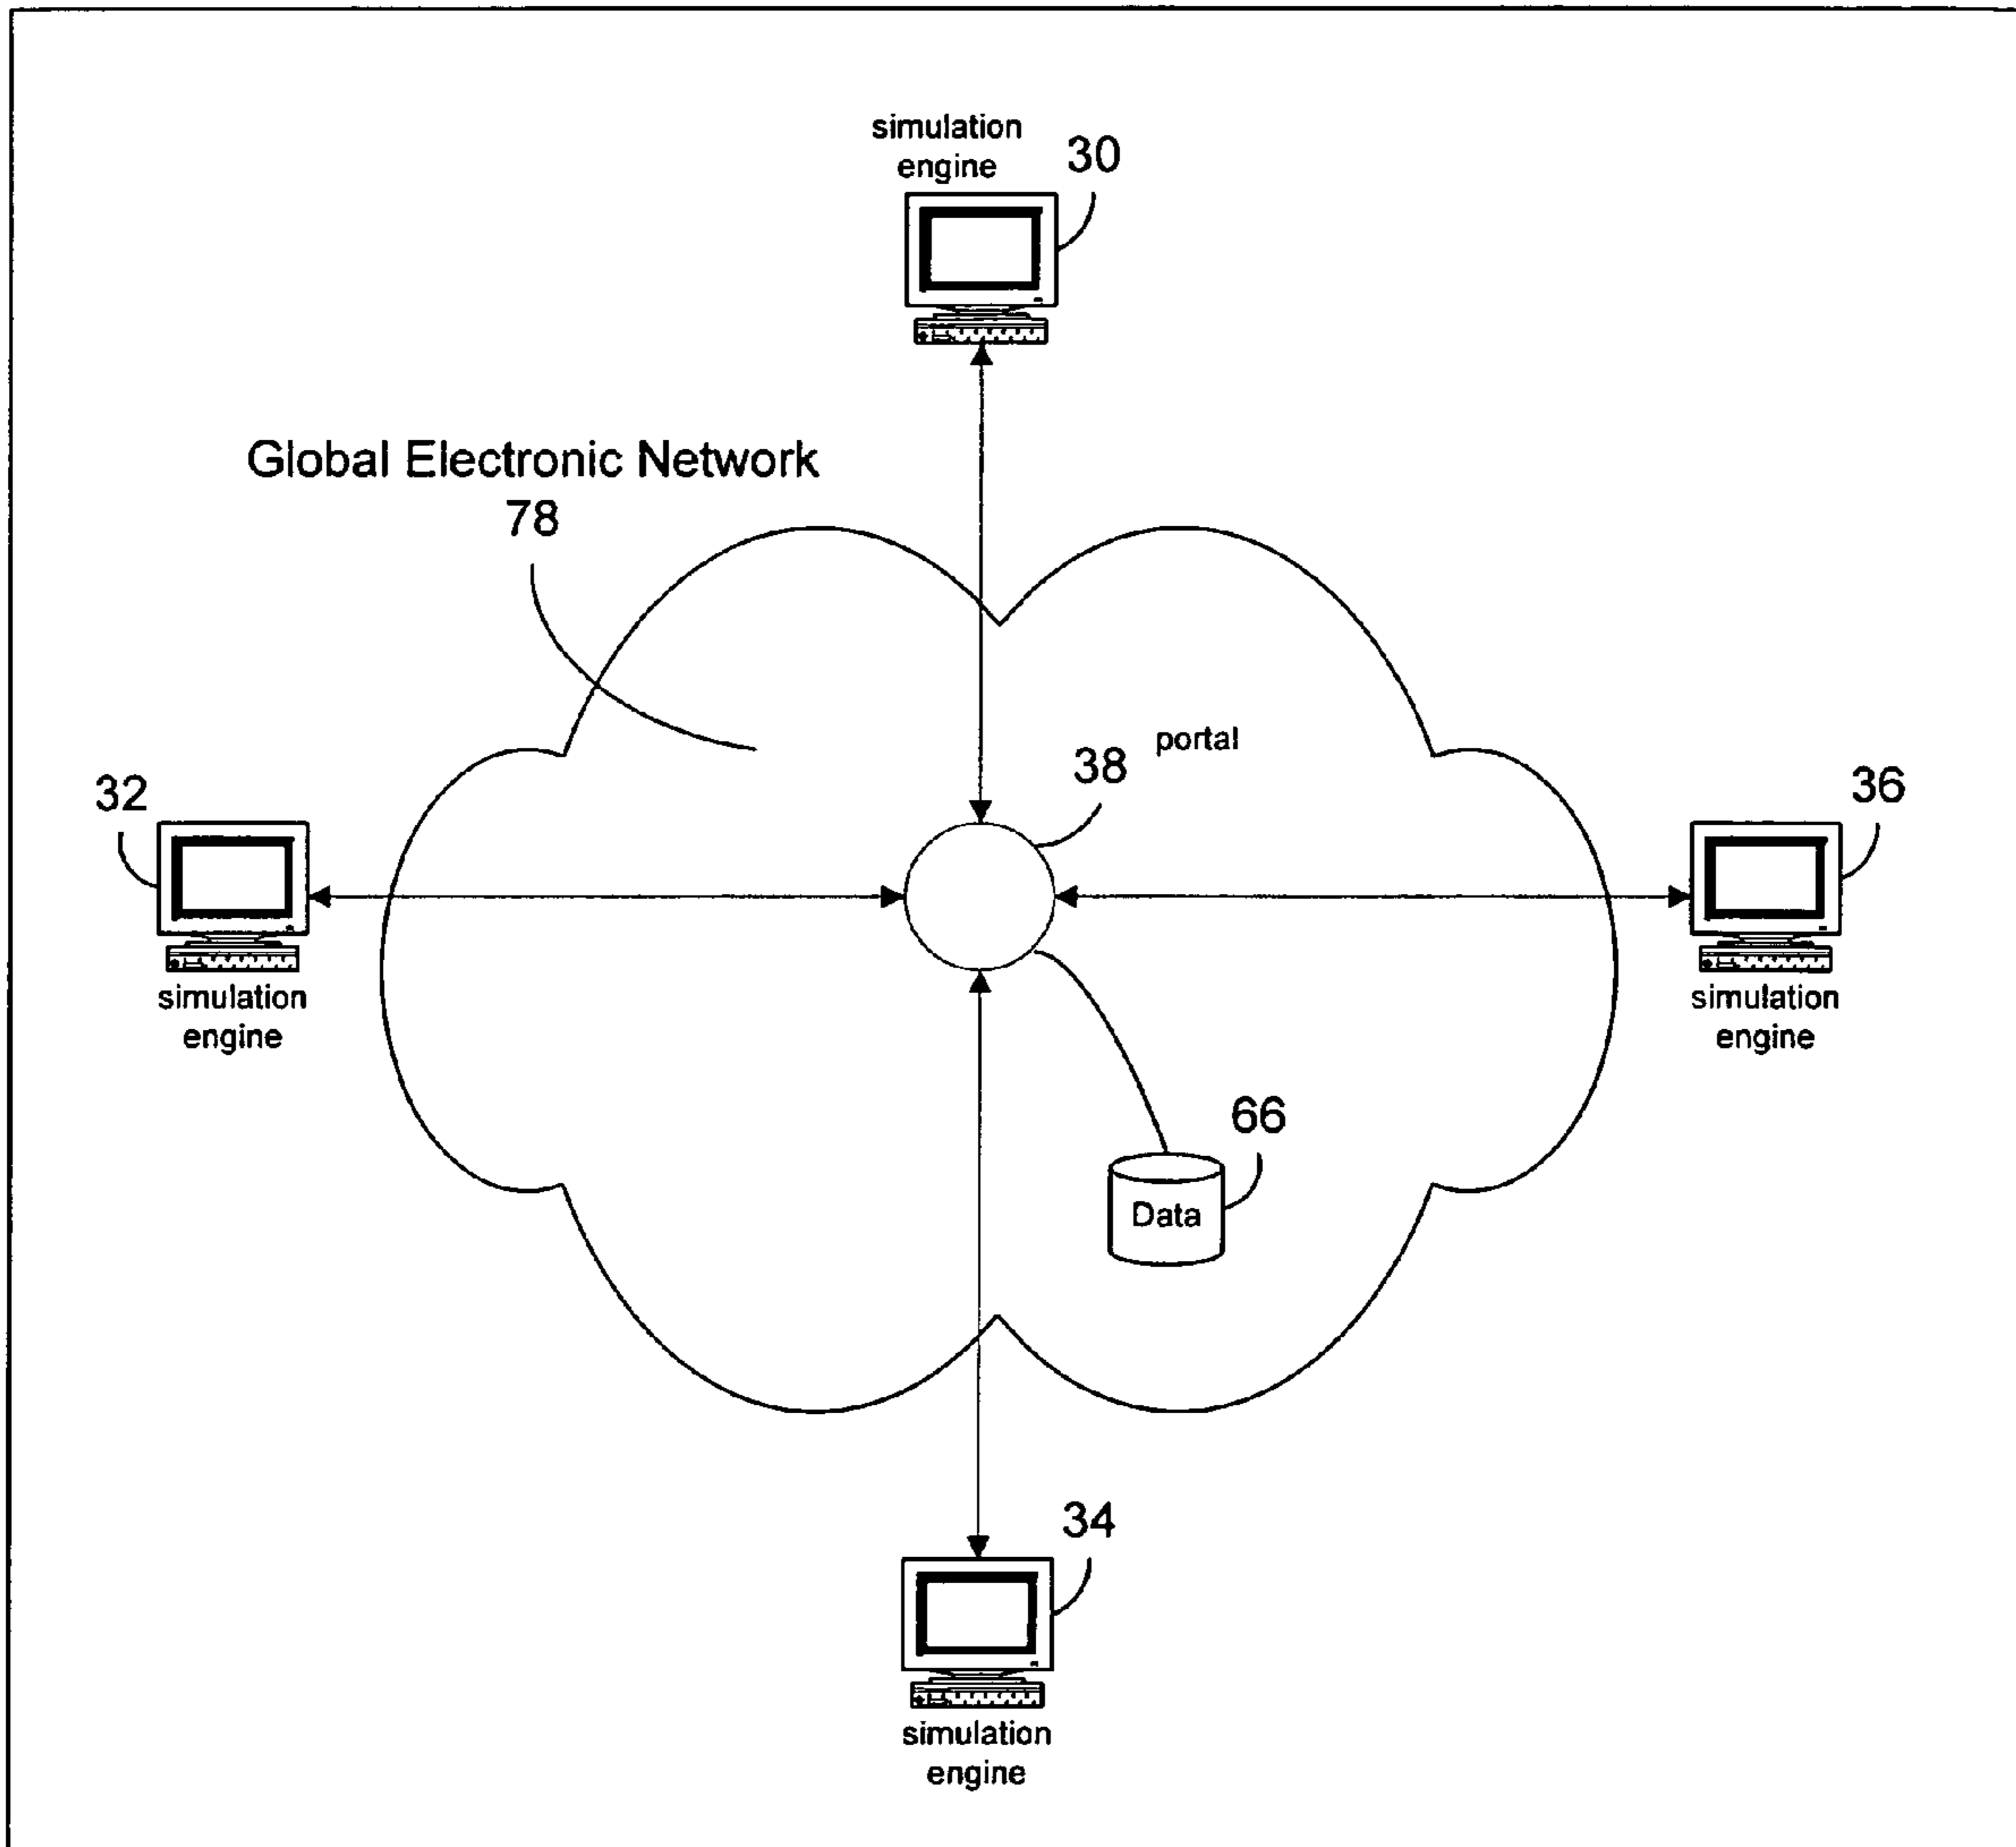 simulation
engine
30
Global Electronic Network
78
portal
38
32
36
simulation
engine
simulation
engine
66
Data
34
simulation
engine